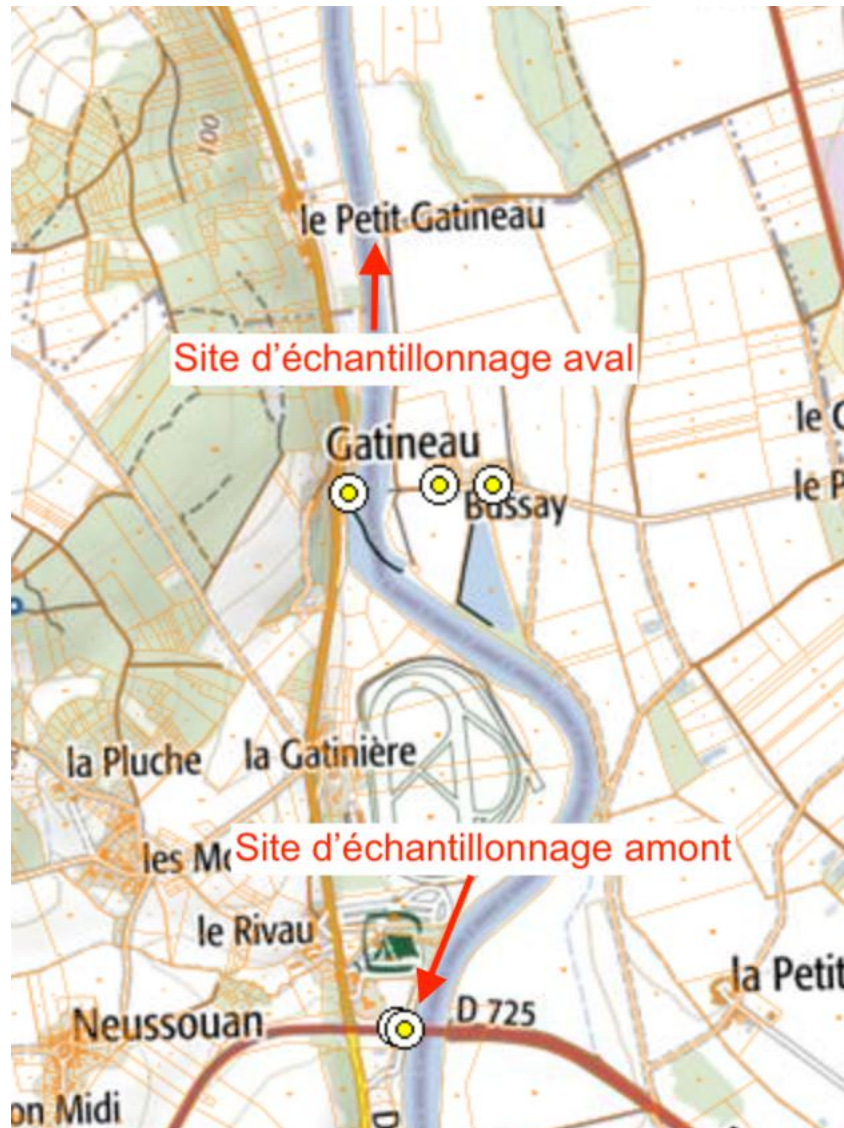 100
le Petit Gatineau
Site d'échantillonnage aval
Gatineau
le
Bussay
le P
la Pluche
la Gatinière
Site d'échantillonnage amont
les
le Rivau
la Petit
Neussouan
D 725
on Midi
D